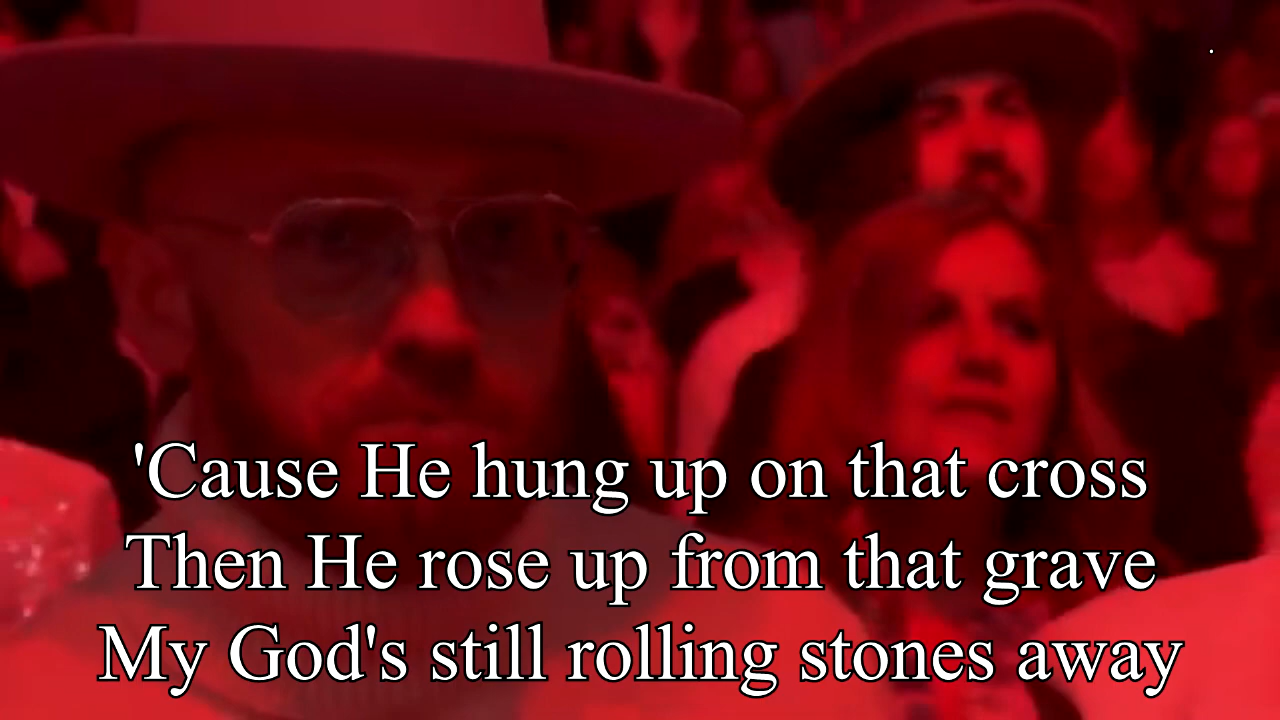 'Cause He hung up on that cross
Then He rose up from that grave
My God's still rolling stones away